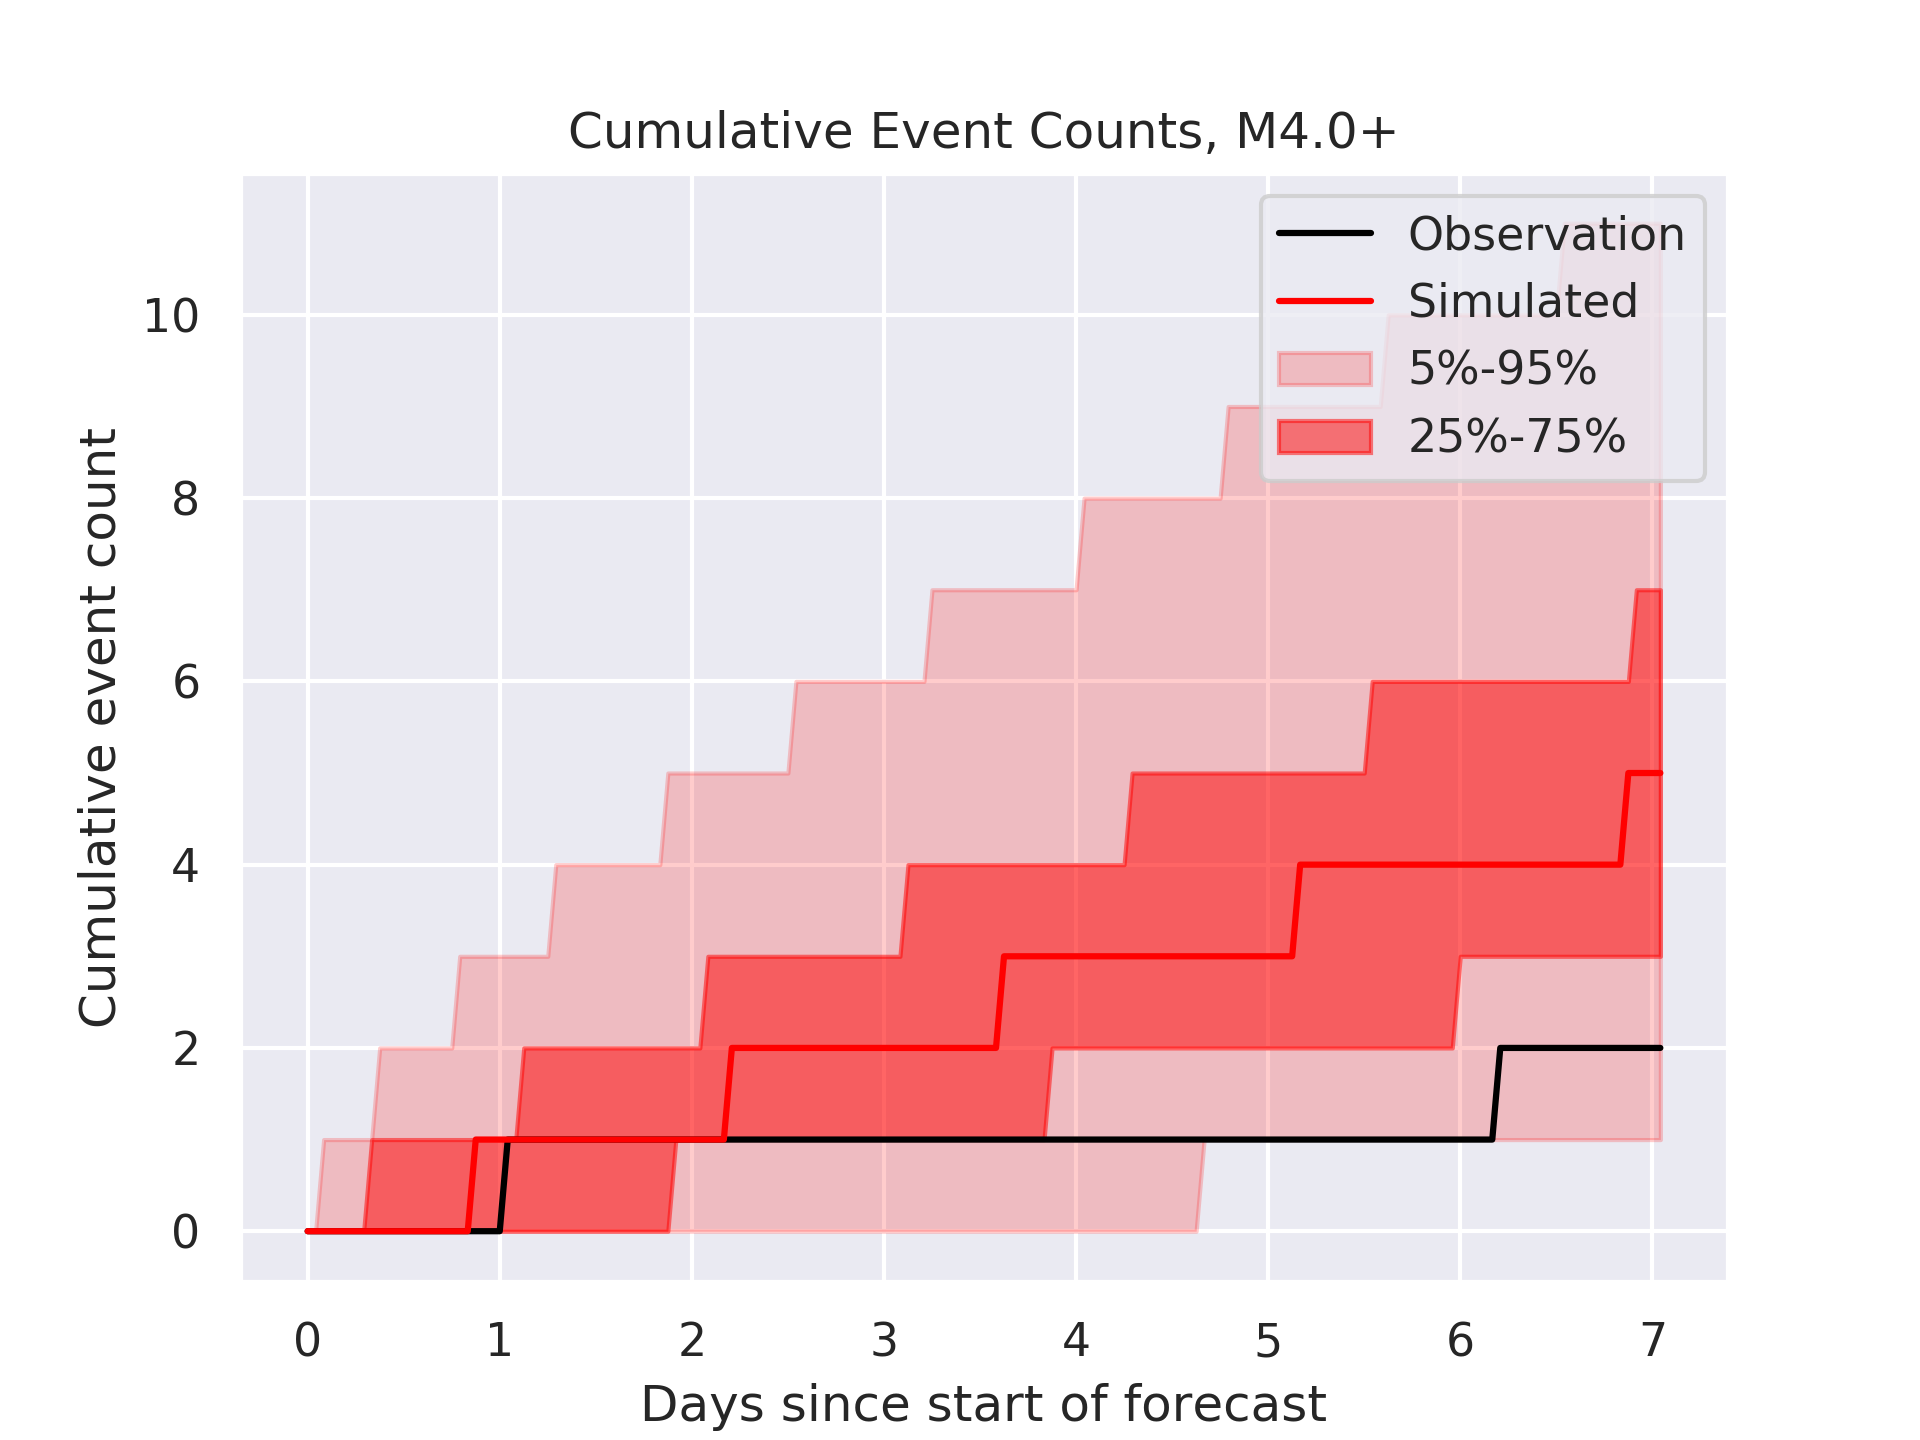 Cumulative Event Counts, M4.0+
Observation
Simulated
5%-95%
25%-75%
Cumulative event count
10
8
6
4
2
0
0 1 2 3 4 5 6 7
Days since start of forecast